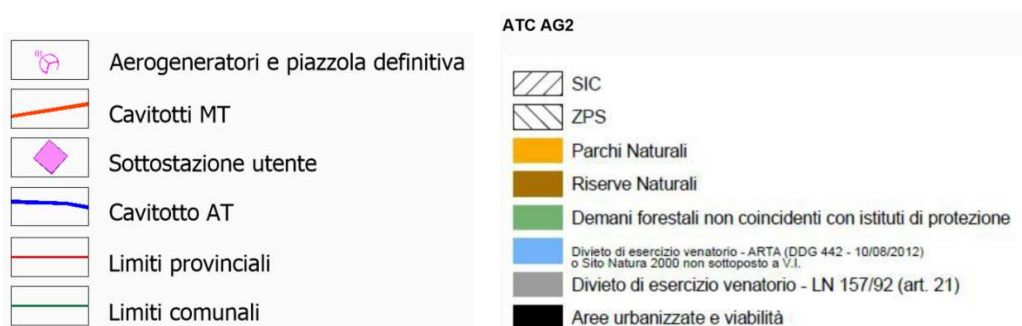 01
Aerogeneratori e piazzola definitiva
Cavitotti MT
Sottostazione utente
Cavitotto AT
Limiti provinciali
Limiti comunali
ATC AG2
SIC
ZPS
Parchi Naturali
Riserve Naturali
Demani forestali non coincidenti con istituti di protezione
Divieto di esercizio venatorio - ARTA (DDG 442 - 10/08/2012)
o Sito Natura 2000 non sottoposto a V.I.
Divieto di esercizio venatorio - LN 157/92 (art. 21)
Aree urbanizzate e viabilità